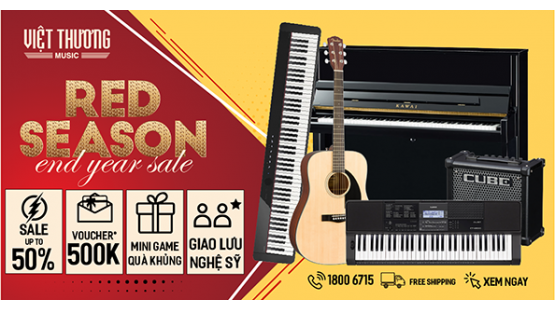 VIỆT THƯƠNG
MUSIC
RED
SEASON
end year sale
SALE
UP TO
50%
VOUCHER*
500K
MINI GAME
QUÀ KHỦNG
GIAO LƯU
NGHỆ SỸ
KAWAI
CUBE
1800 6715
FREE SHIPPING
XEM NGAY